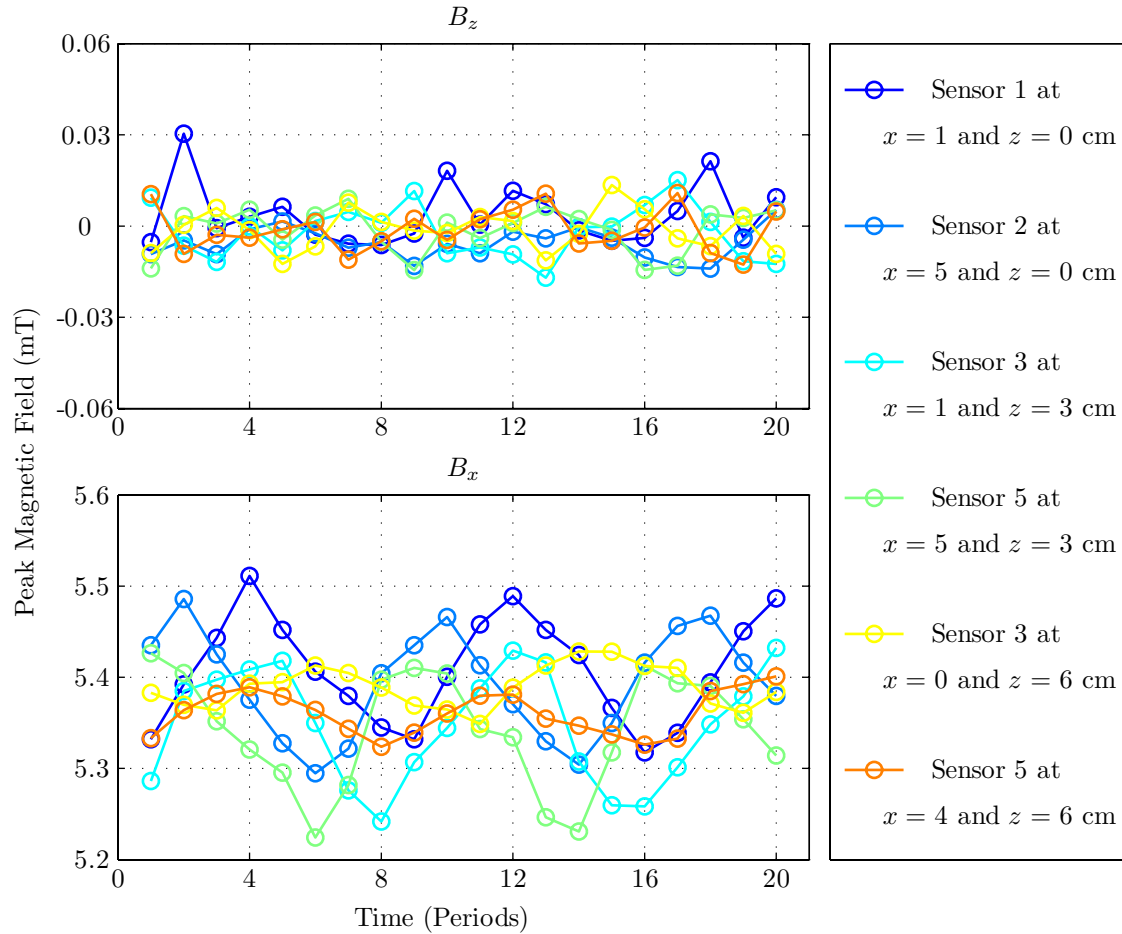 B_z
0.06
0.03
0
-0.03
-0.06
0 4 8 12 16 20
B_x
5.6
5.5
5.4
5.3
5.2
0 4 8 12 16 20
Time (Periods)
Peak Magnetic Field (mT)
Sensor 1 at
x = 1 and z = 0 cm
Sensor 2 at
x = 5 and z = 0 cm
Sensor 3 at
x = 1 and z = 3 cm
Sensor 5 at
x = 5 and z = 3 cm
Sensor 3 at
x = 0 and z = 6 cm
Sensor 5 at
x = 4 and z = 6 cm